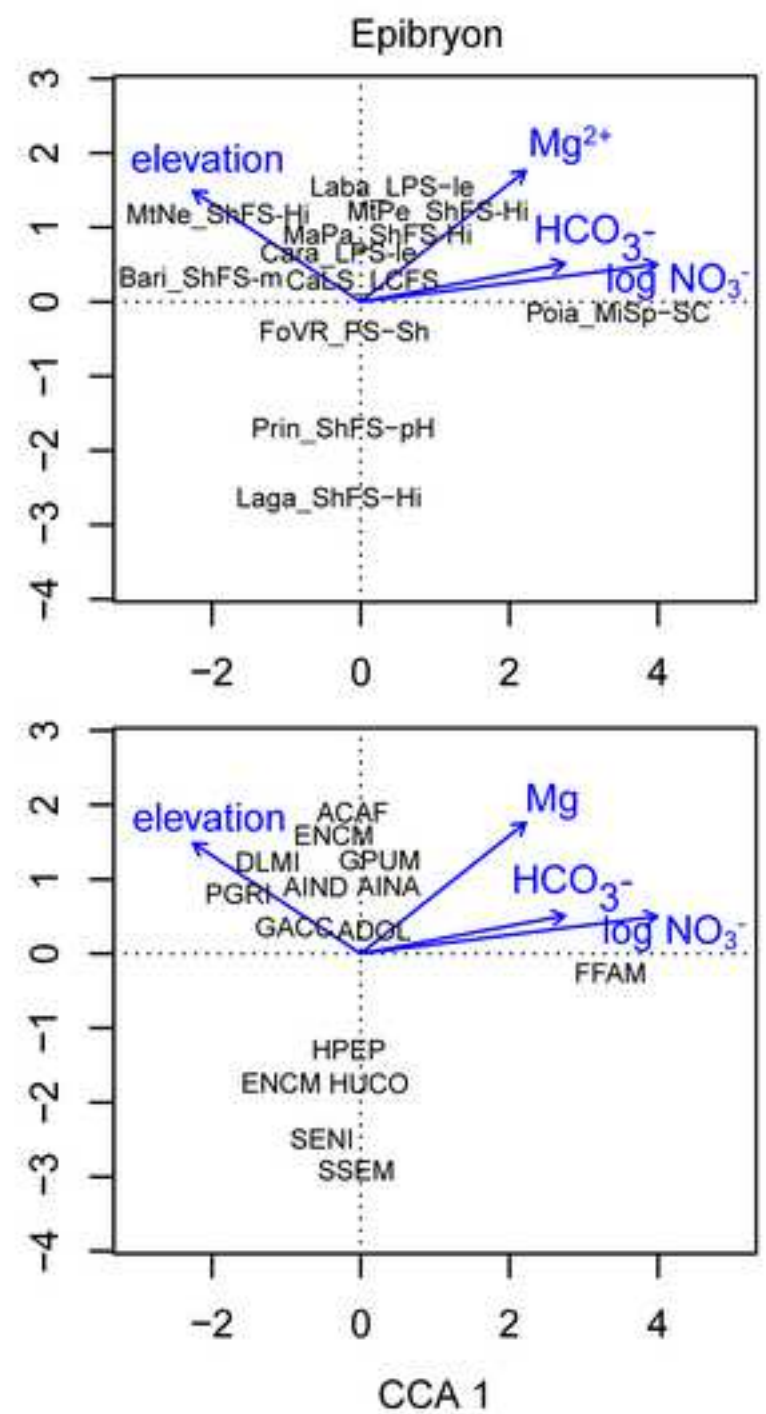 Epibryon
3
2
1
0
−1
−2
−3
−4
elevation
Mg²⁺
Laba_LPS−le
MtNe_ShFS-Hi
MtPe_ShFS−Hi
MaPa_ShFS−Hi
HCO₃⁻
Cara_LPS−le
Bari_ShFS−m
CaLS_LCFS
log NO₃⁻
Poia_MiSp−SC
FoVR_PS−Sh
Prin_ShFS−pH
Laga_ShFS−Hi
−2 0 2 4
3
2
1
0
−1
−2
−3
−4
elevation
Mg
ACAF
ENCM
DLMI GPUM
PGRI AIND AINA
HCO₃⁻
GACC ADOL
log NO₃⁻
FFAM
HPEP
ENCM HUCO
SENI
SSEM
−2 0 2 4
CCA 1